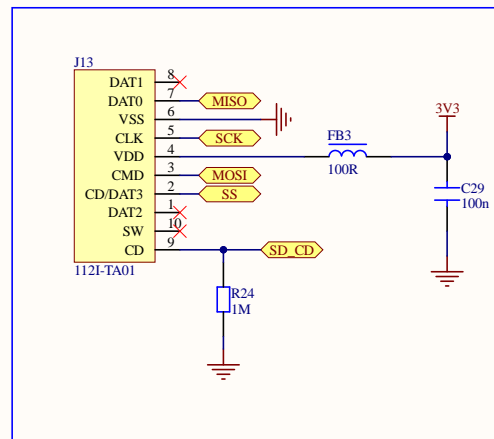 J13
DAT1 8
DAT0 7 MISO
VSS 6
CLK 5 SCK
VDD 4
CMD 3 MOSI
CD/DAT3 2 SS
DAT2 1
SW 10
CD 9 SD_CD
112I-TA01
FB3
100R
3V3
C29
100n
R24
1M